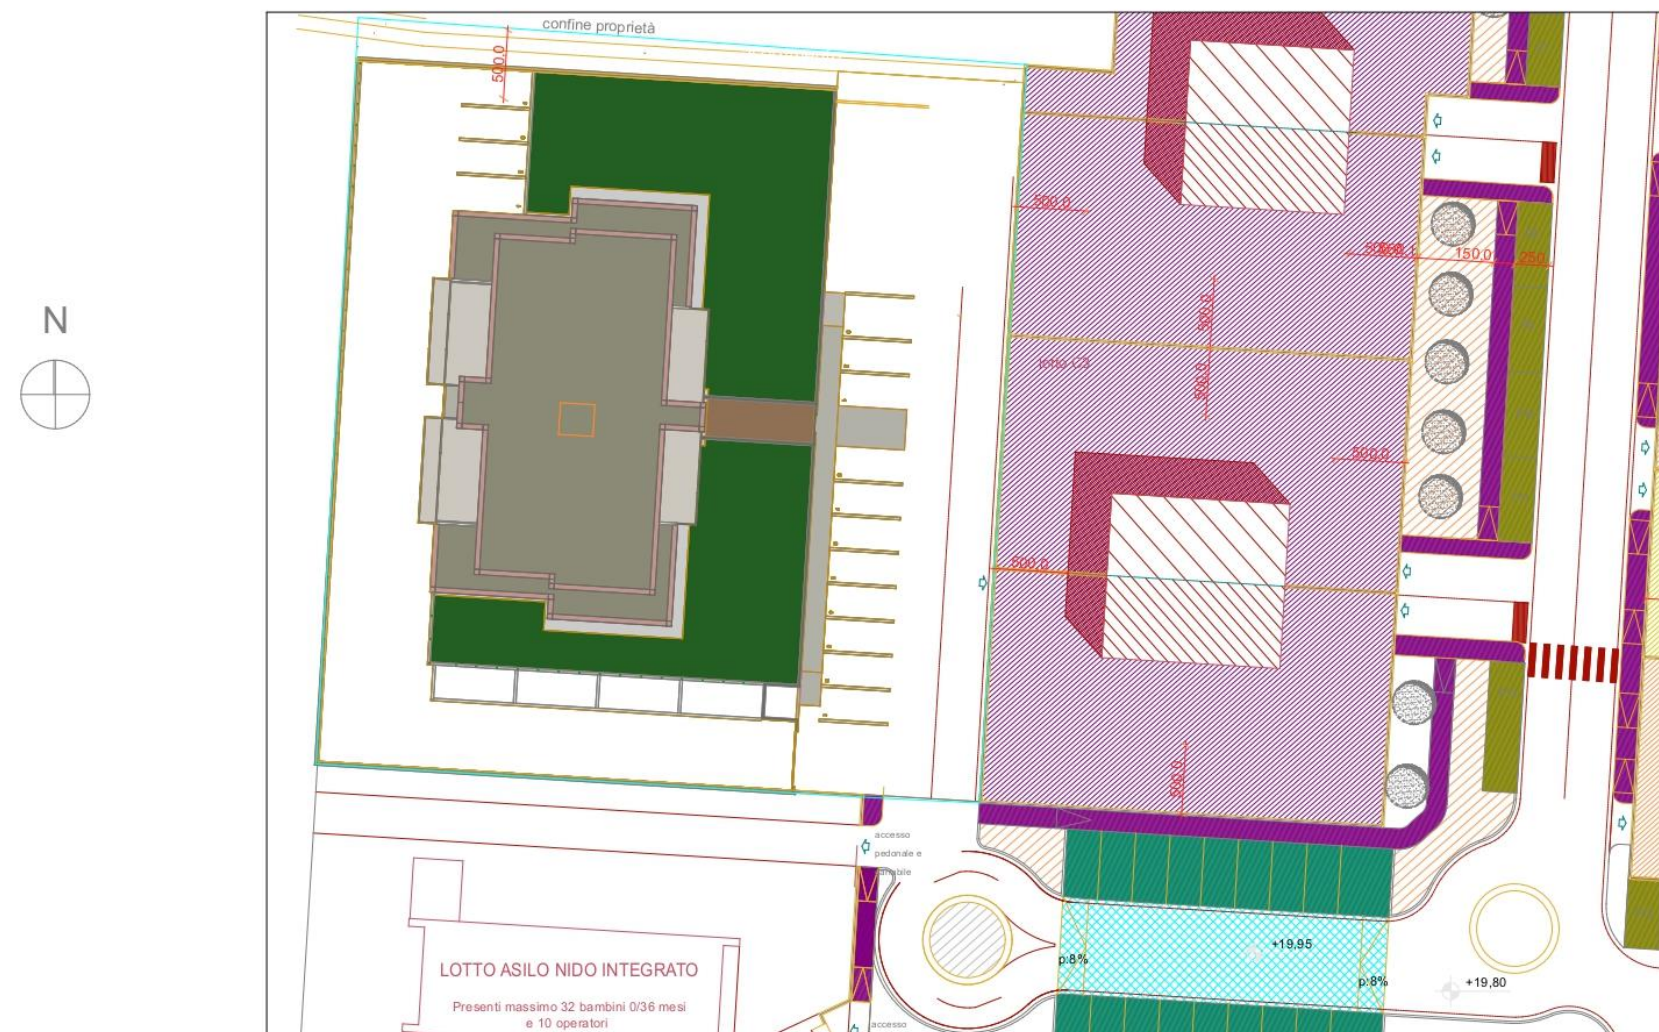 confine proprietà
500,0
N
500,0
150,0
250
500,0
lotto C3
500,0
500,0
500,0
500,0
accesso
pedonale e
+19,95
p:8%
p:8%
+19,80
LOTTO ASILO NIDO INTEGRATO
Presenti massimo 32 bambini 0/36 mesi
e 10 operatori
accesso